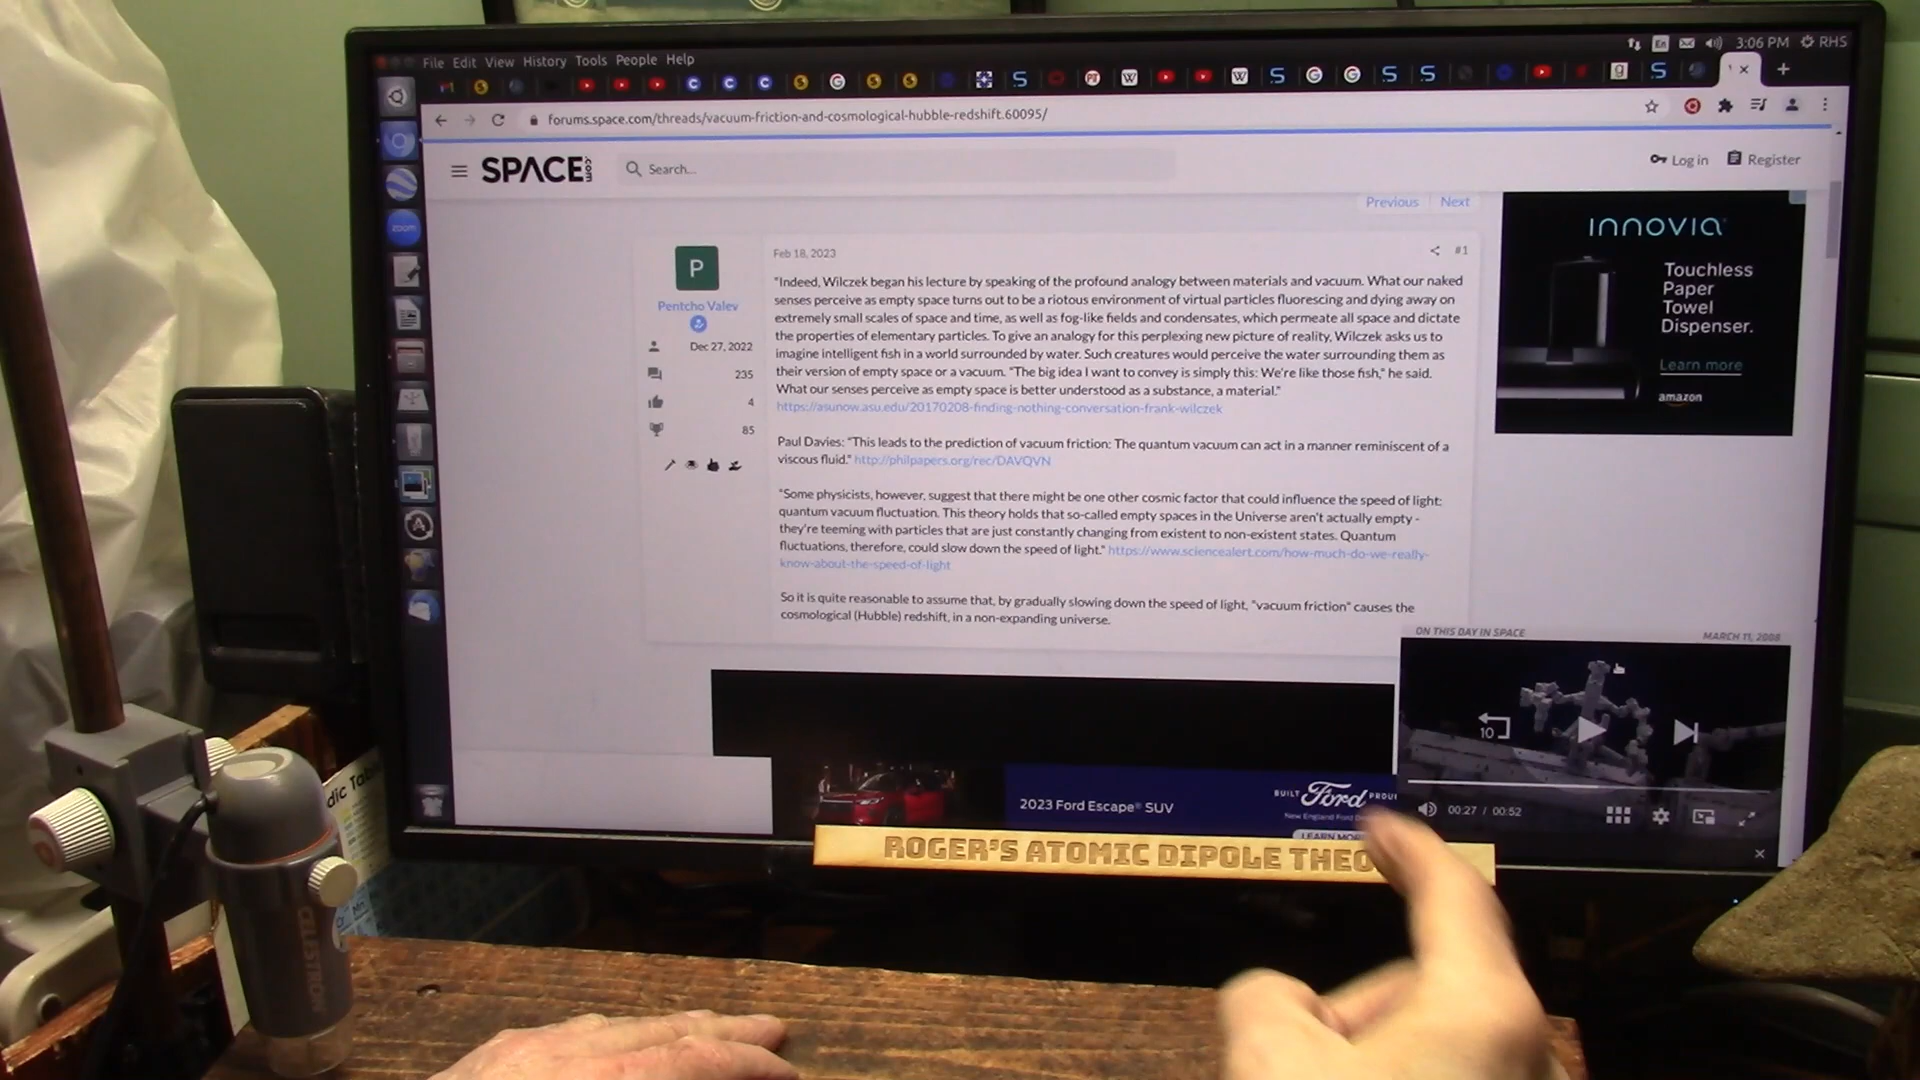 File Edit View History Tools People Help
En 3:06 PM RHS
forums.space.com/threads/vacuum-friction-and-cosmological-hubble-redshift.60095/
SPACE.com
Search...
Log in
Register
Previous
Next
P
Pentcho Valev
Dec 27, 2022
235
4
85
Feb 18, 2023
#1
"Indeed, Wilczek began his lecture by speaking of the profound analogy between materials and vacuum. What our naked
senses perceive as empty space turns out to be a riotous environment of virtual particles fluorescing and dying away on
extremely small scales of space and time, as well as fog-like fields and condensates, which permeate all space and dictate
the properties of elementary particles. To give an analogy for this perplexing new picture of reality, Wilczek asks us to
imagine intelligent fish in a world surrounded by water. Such creatures would perceive the water surrounding them as
their version of empty space or a vacuum. "The big idea I want to convey is simply this: We're like those fish," he said.
What our senses perceive as empty space is better understood as a substance, a material."
https://asunow.asu.edu/20170208-finding-nothing-conversation-frank-wilczek
Paul Davies: "This leads to the prediction of vacuum friction: The quantum vacuum can act in a manner reminiscent of a
viscous fluid." http://philpapers.org/rec/DAVQVN
"Some physicists, however, suggest that there might be one other cosmic factor that could influence the speed of light:
quantum vacuum fluctuation. This theory holds that so-called empty spaces in the Universe aren't actually empty -
they're teeming with particles that are just constantly changing from existent to non-existent states. Quantum
fluctuations, therefore, could slow down the speed of light." https://www.sciencealert.com/how-much-do-we-really-
know-about-the-speed-of-light
So it is quite reasonable to assume that, by gradually slowing down the speed of light, "vacuum friction" causes the
cosmological (Hubble) redshift, in a non-expanding universe.
innovia
Touchless
Paper
Towel
Dispenser.
Learn more
amazon
ON THIS DAY IN SPACE
MARCH 11, 2008
10
00:27 / 00:52
2023 Ford Escape® SUV
BUILT Ford PROUD
New England Ford
LEARN MORE
ROGER'S ATOMIC DIPOLE THEO
zoom
CELESTRON
dic Tabl
Cr Mn